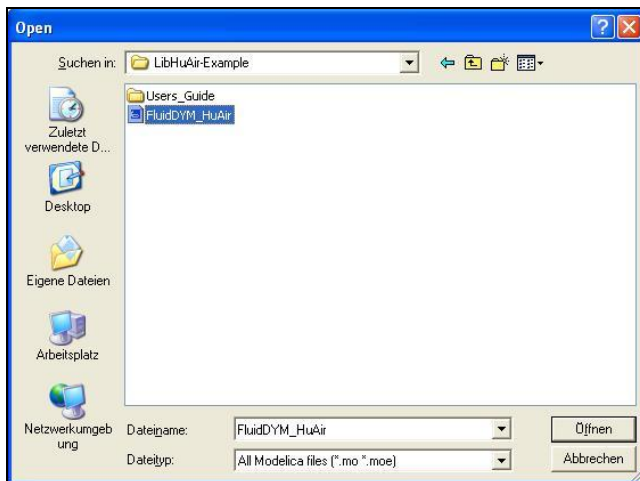 Open
Suchen in:
LibHuAir-Example
Users_Guide
FluidDYM_HuAir
Zuletzt
verwendete D...
Desktop
Eigene Dateien
Arbeitsplatz
Netzwerkumgeb
ung
Dateiname:
FluidDYM_HuAir
Öffnen
Dateityp:
All Modelica files (*.mo *.moe)
Abbrechen